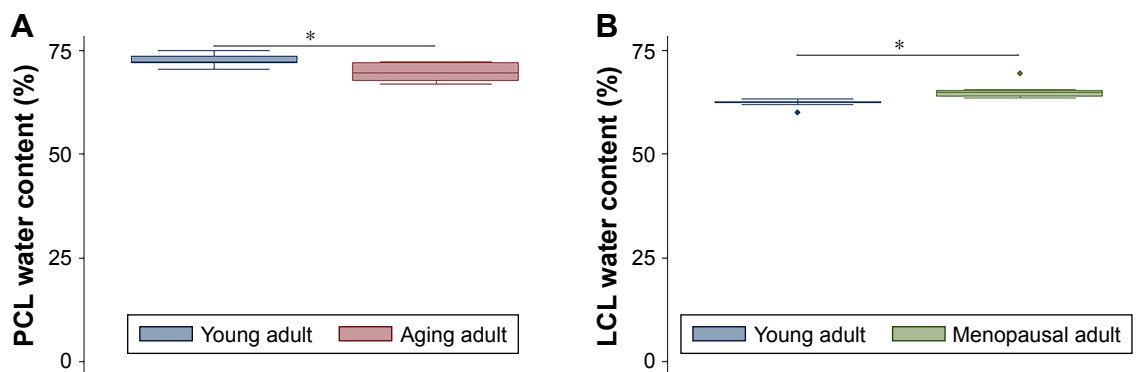 A
PCL water content (%)
75
50
25
0
*
Young adult
Aging adult
B
LCL water content (%)
75
50
25
0
*
Young adult
Menopausal adult